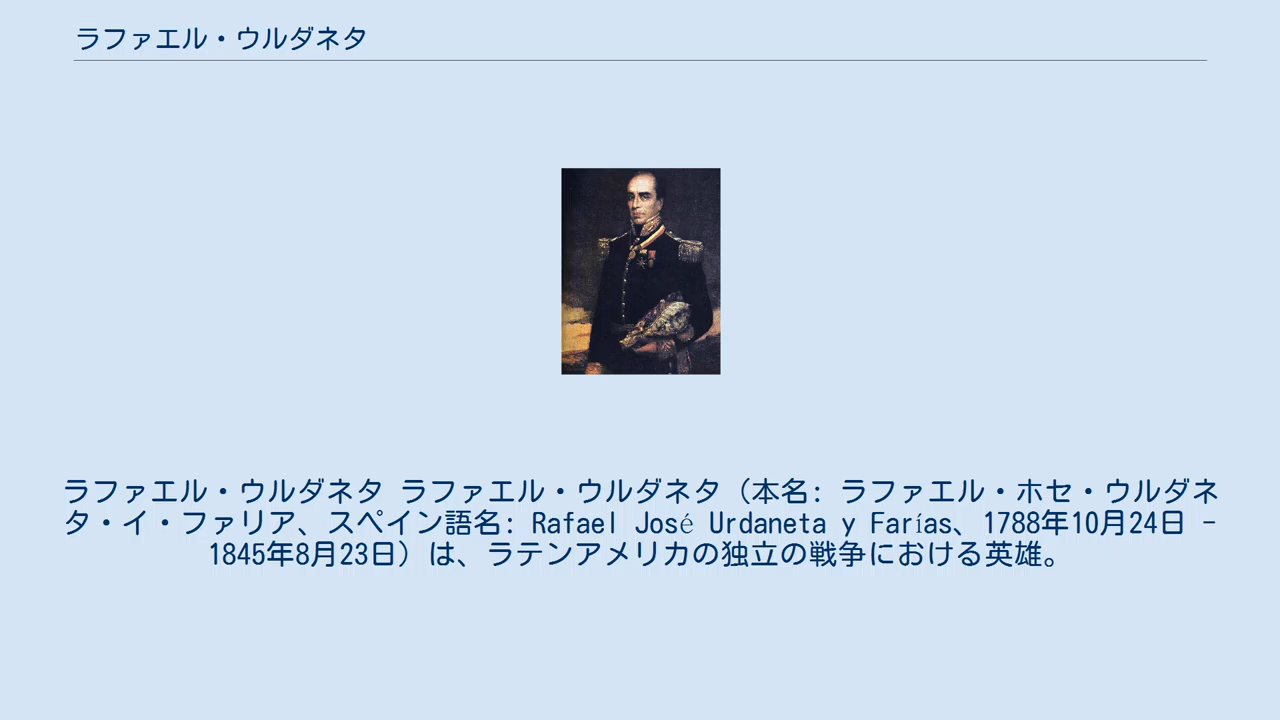 ラファエル・ウルダネタ
ラファエル・ウルダネタ ラファエル・ウルダネタ（本名: ラファエル・ホセ・ウルダネ
タ・イ・ファリア、スペイン語名: Rafael José Urdaneta y Farías、1788年10月24日 -
1845年8月23日）は、ラテンアメリカの独立の戦争における英雄。